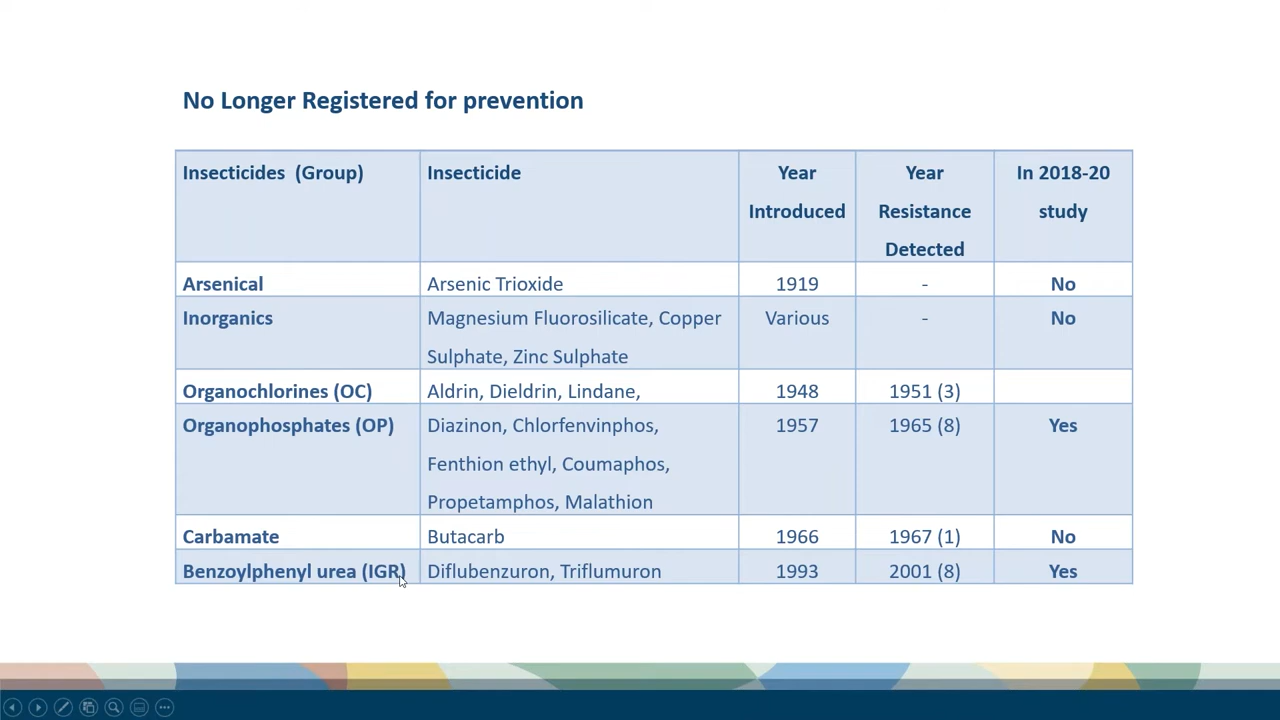 No Longer Registered for prevention
Insecticides (Group) Insecticide Year Introduced Year Resistance Detected In 2018-20 study
Arsenical Arsenic Trioxide 1919 - No
Inorganics Magnesium Fluorosilicate, Copper Various - No
Sulphate, Zinc Sulphate
Organochlorines (OC) Aldrin, Dieldrin, Lindane, 1948 1951 (3)
Organophosphates (OP) Diazinon, Chlorfenvinphos, 1957 1965 (8) Yes
Fenthion ethyl, Coumaphos,
Propetamphos, Malathion
Carbamate Butacarb 1966 1967 (1) No
Benzoylphenyl urea (IGR) Diflubenzuron, Triflumuron 1993 2001 (8) Yes